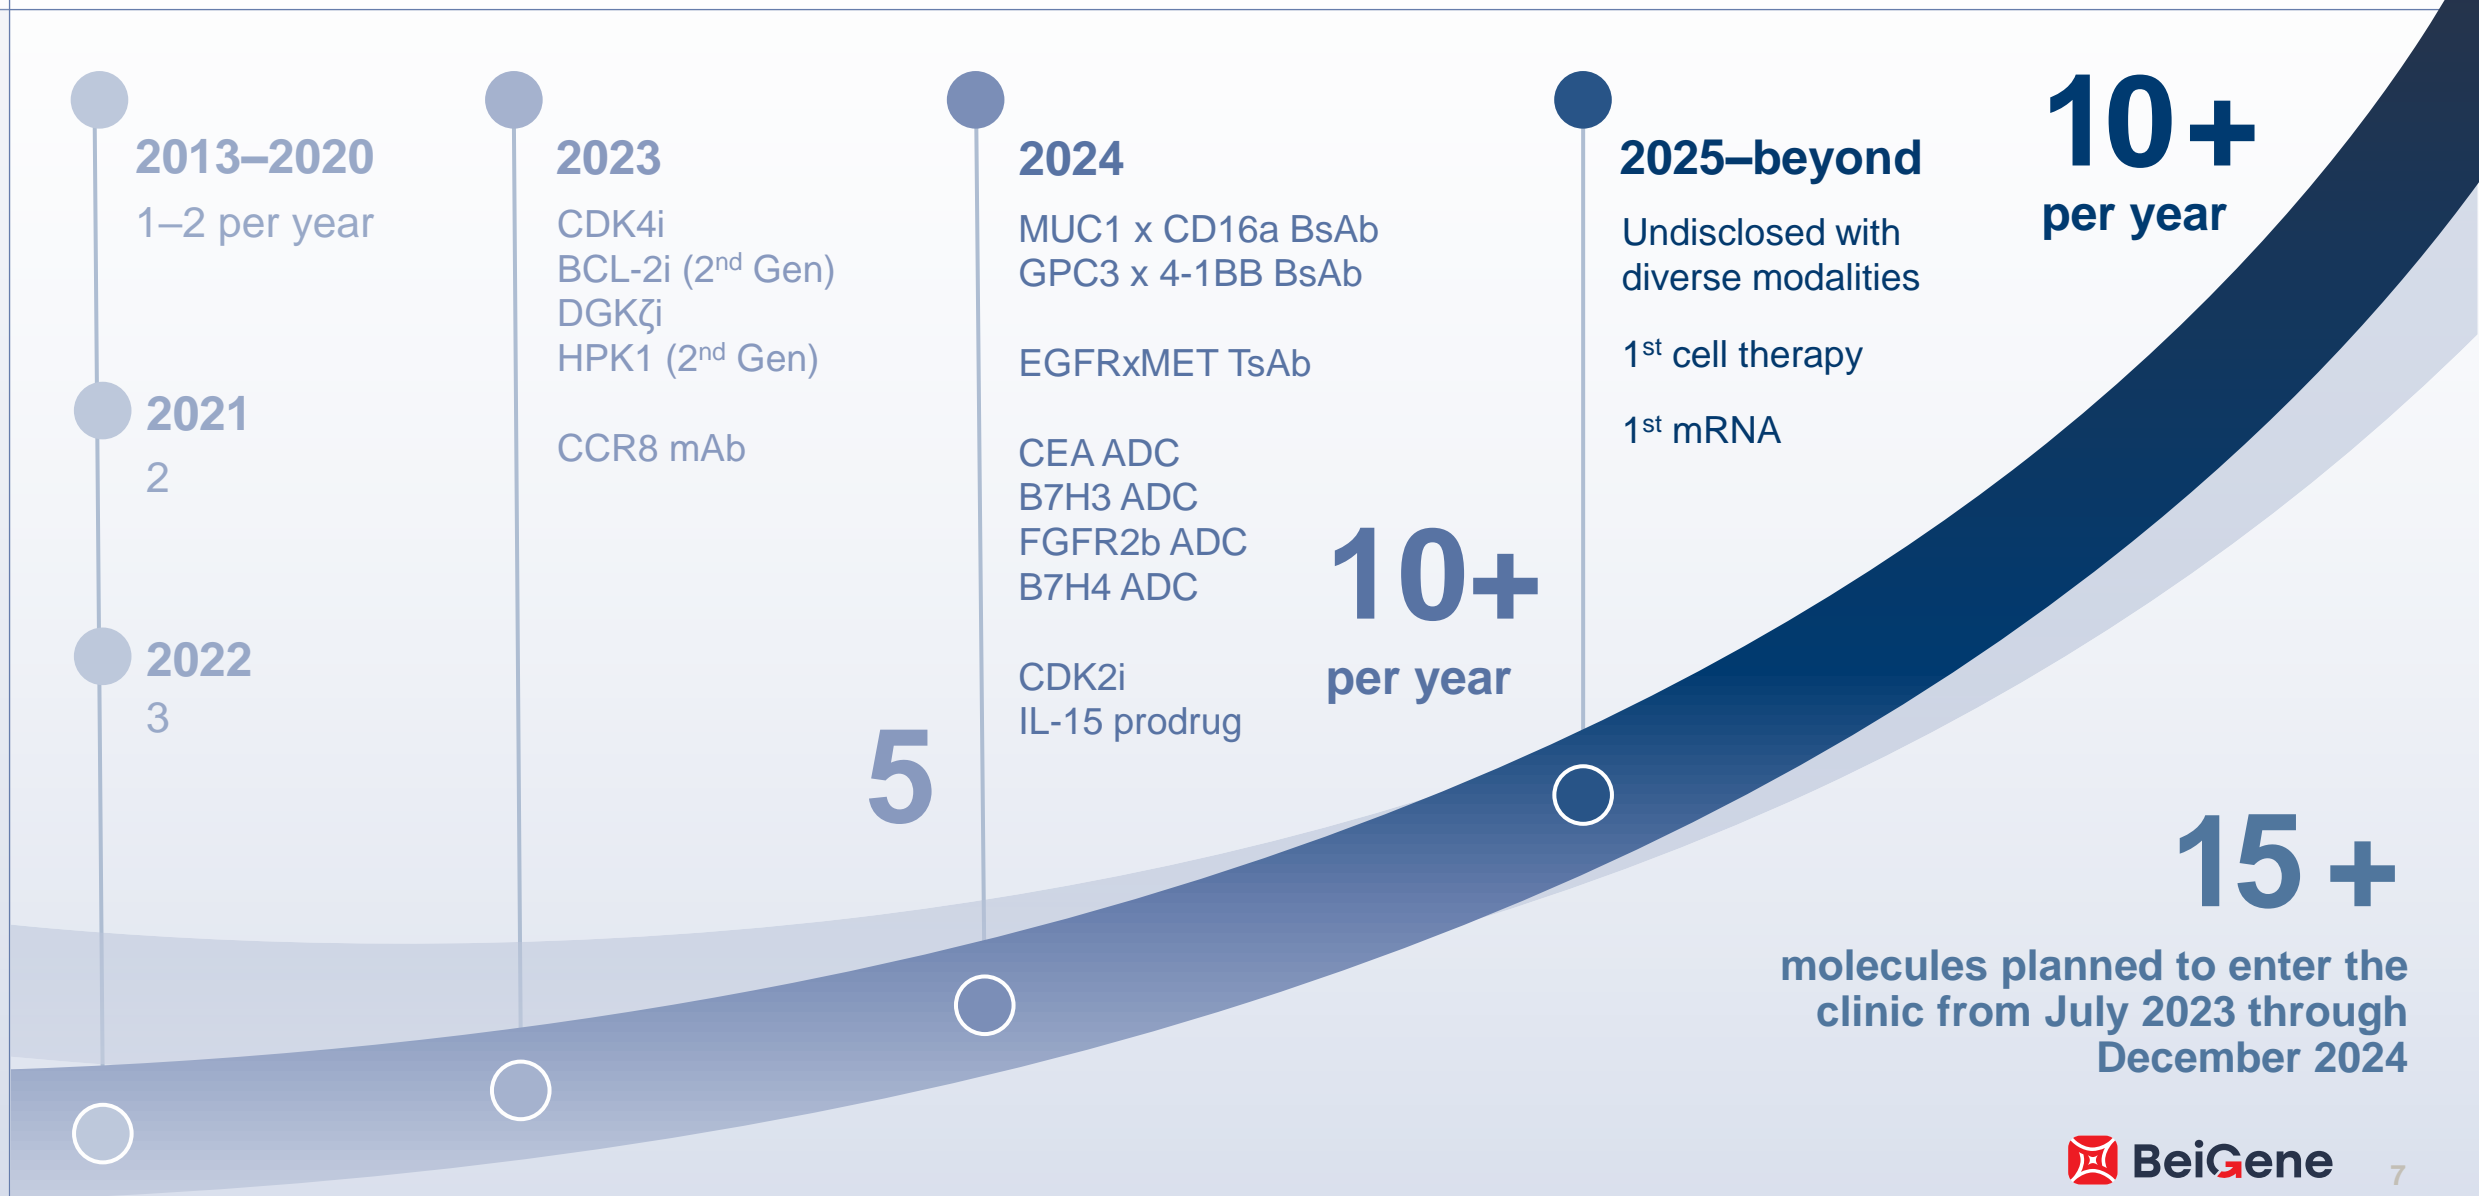 2013–2020
1–2 per year
2021
2
2022
3
2023
CDK4i
BCL-2i (2nd Gen)
DGKζi
HPK1 (2nd Gen)
CCR8 mAb
5
2024
MUC1 x CD16a BsAb
GPC3 x 4-1BB BsAb
EGFRxMET TsAb
CEA ADC
B7H3 ADC
FGFR2b ADC
B7H4 ADC
CDK2i
IL-15 prodrug
10+
per year
2025–beyond
Undisclosed with
diverse modalities
1st cell therapy
1st mRNA
10+
per year
15 +
molecules planned to enter the
clinic from July 2023 through
December 2024
BeiGene
7